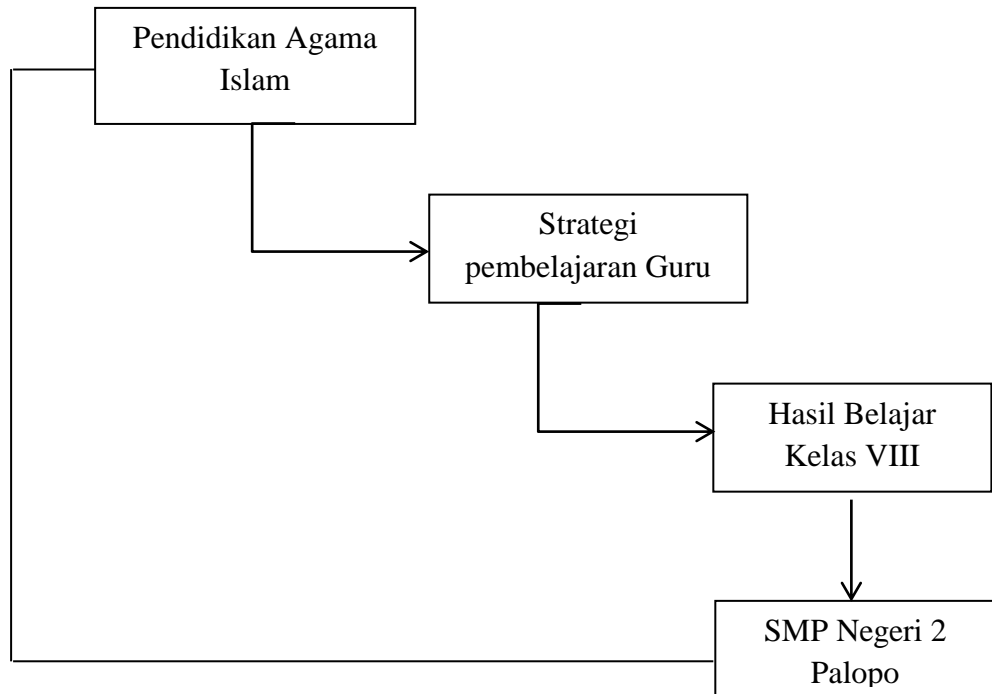 Pendidikan Agama
Islam
Strategi
pembelajaran Guru
Hasil Belajar
Kelas VIII
SMP Negeri 2
Palopo